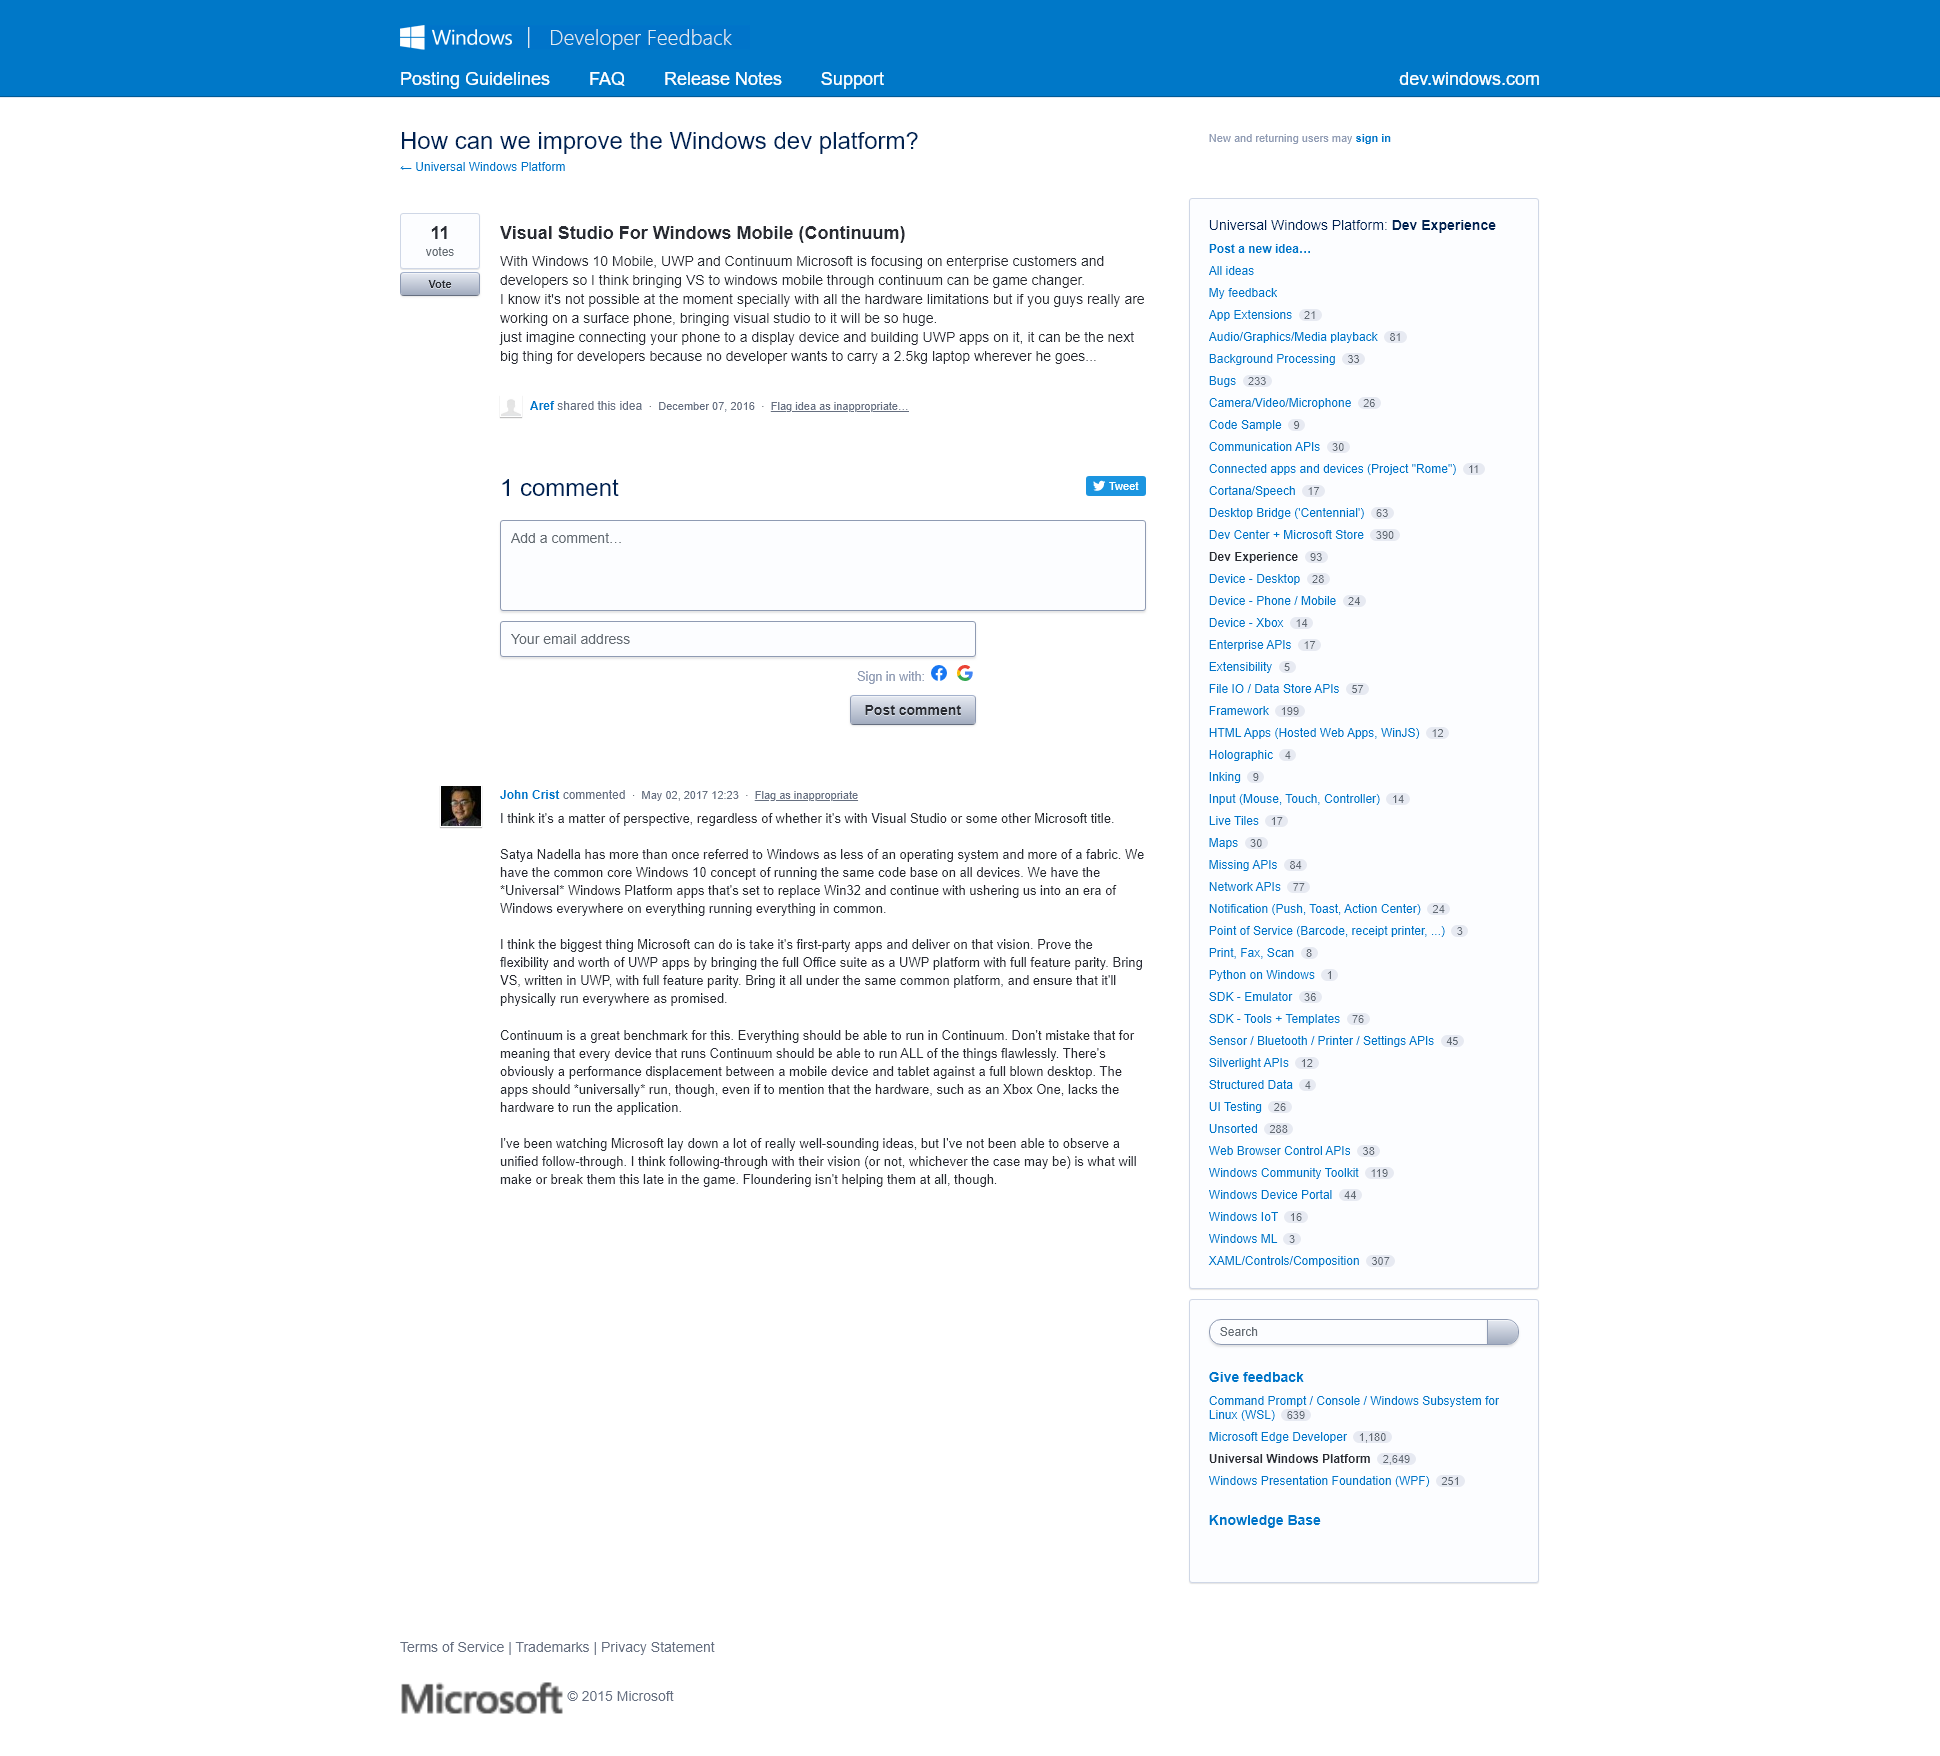 Windows | Developer Feedback
Posting Guidelines FAQ Release Notes Support dev.windows.com
How can we improve the Windows dev platform?
← Universal Windows Platform
New and returning users may sign in
11
votes
Vote
Visual Studio For Windows Mobile (Continuum)
With Windows 10 Mobile, UWP and Continuum Microsoft is focusing on enterprise customers and
developers so I think bringing VS to windows mobile through continuum can be game changer.
I know it's not possible at the moment specially with all the hardware limitations but if you guys really are
working on a surface phone, bringing visual studio to it will be so huge.
just imagine connecting your phone to a display device and building UWP apps on it, it can be the next
big thing for developers because no developer wants to carry a 2.5kg laptop wherever he goes...
Aref shared this idea · December 07, 2016 · Flag idea as inappropriate…
1 comment
Tweet
Add a comment…
Your email address
Sign in with:
Post comment
John Crist commented · May 02, 2017 12:23 · Flag as inappropriate
I think it's a matter of perspective, regardless of whether it's with Visual Studio or some other Microsoft title.
Satya Nadella has more than once referred to Windows as less of an operating system and more of a fabric. We
have the common core Windows 10 concept of running the same code base on all devices. We have the
*Universal* Windows Platform apps that's set to replace Win32 and continue with ushering us into an era of
Windows everywhere on everything running everything in common.
I think the biggest thing Microsoft can do is take it's first-party apps and deliver on that vision. Prove the
flexibility and worth of UWP apps by bringing the full Office suite as a UWP platform with full feature parity. Bring
VS, written in UWP, with full feature parity. Bring it all under the same common platform, and ensure that it'll
physically run everywhere as promised.
Continuum is a great benchmark for this. Everything should be able to run in Continuum. Don't mistake that for
meaning that every device that runs Continuum should be able to run ALL of the things flawlessly. There's
obviously a performance displacement between a mobile device and tablet against a full blown desktop. The
apps should *universally* run, though, even if to mention that the hardware, such as an Xbox One, lacks the
hardware to run the application.
I've been watching Microsoft lay down a lot of really well-sounding ideas, but I've not been able to observe a
unified follow-through. I think following-through with their vision (or not, whichever the case may be) is what will
make or break them this late in the game. Floundering isn't helping them at all, though.
Universal Windows Platform: Dev Experience
Post a new idea…
All ideas
My feedback
App Extensions 21
Audio/Graphics/Media playback 81
Background Processing 33
Bugs 233
Camera/Video/Microphone 26
Code Sample 9
Communication APIs 30
Connected apps and devices (Project "Rome") 11
Cortana/Speech 17
Desktop Bridge ('Centennial') 63
Dev Center + Microsoft Store 390
Dev Experience 93
Device - Desktop 28
Device - Phone / Mobile 24
Device - Xbox 14
Enterprise APIs 17
Extensibility 5
File IO / Data Store APIs 57
Framework 199
HTML Apps (Hosted Web Apps, WinJS) 12
Holographic 4
Inking 9
Input (Mouse, Touch, Controller) 14
Live Tiles 17
Maps 30
Missing APIs 84
Network APIs 77
Notification (Push, Toast, Action Center) 24
Point of Service (Barcode, receipt printer, ...) 3
Print, Fax, Scan 8
Python on Windows 1
SDK - Emulator 36
SDK - Tools + Templates 76
Sensor / Bluetooth / Printer / Settings APIs 45
Silverlight APIs 12
Structured Data 4
UI Testing 26
Unsorted 288
Web Browser Control APIs 38
Windows Community Toolkit 119
Windows Device Portal 44
Windows IoT 16
Windows ML 3
XAML/Controls/Composition 307
Search
Give feedback
Command Prompt / Console / Windows Subsystem for
Linux (WSL) 639
Microsoft Edge Developer 1,180
Universal Windows Platform 2,649
Windows Presentation Foundation (WPF) 251
Knowledge Base
Terms of Service | Trademarks | Privacy Statement
Microsoft © 2015 Microsoft